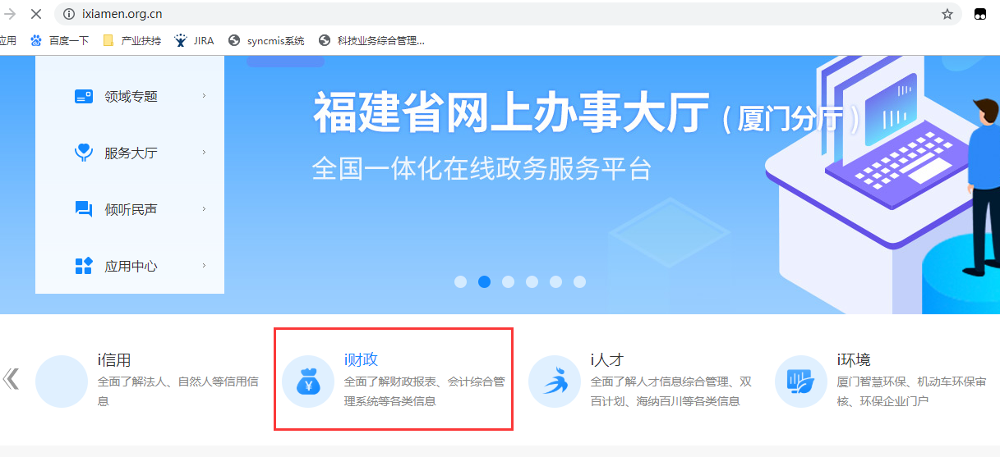 ixiamen.org.cn
应用
百度一下
产业扶持
JIRA
syncmis系统
科技业务综合管理...
领域专题
服务大厅
倾听民声
应用中心
福建省网上办事大厅（厦门分厅）
全国一体化在线政务服务平台
i信用
全面了解法人、自然人等信用信
息
i财政
全面了解财政报表、会计综合管
理系统等各类信息
i人才
全面了解人才信息综合管理、双
百计划、海纳百川等各类信息
i环境
厦门智慧环保、机动车环保审
核、环保企业门户